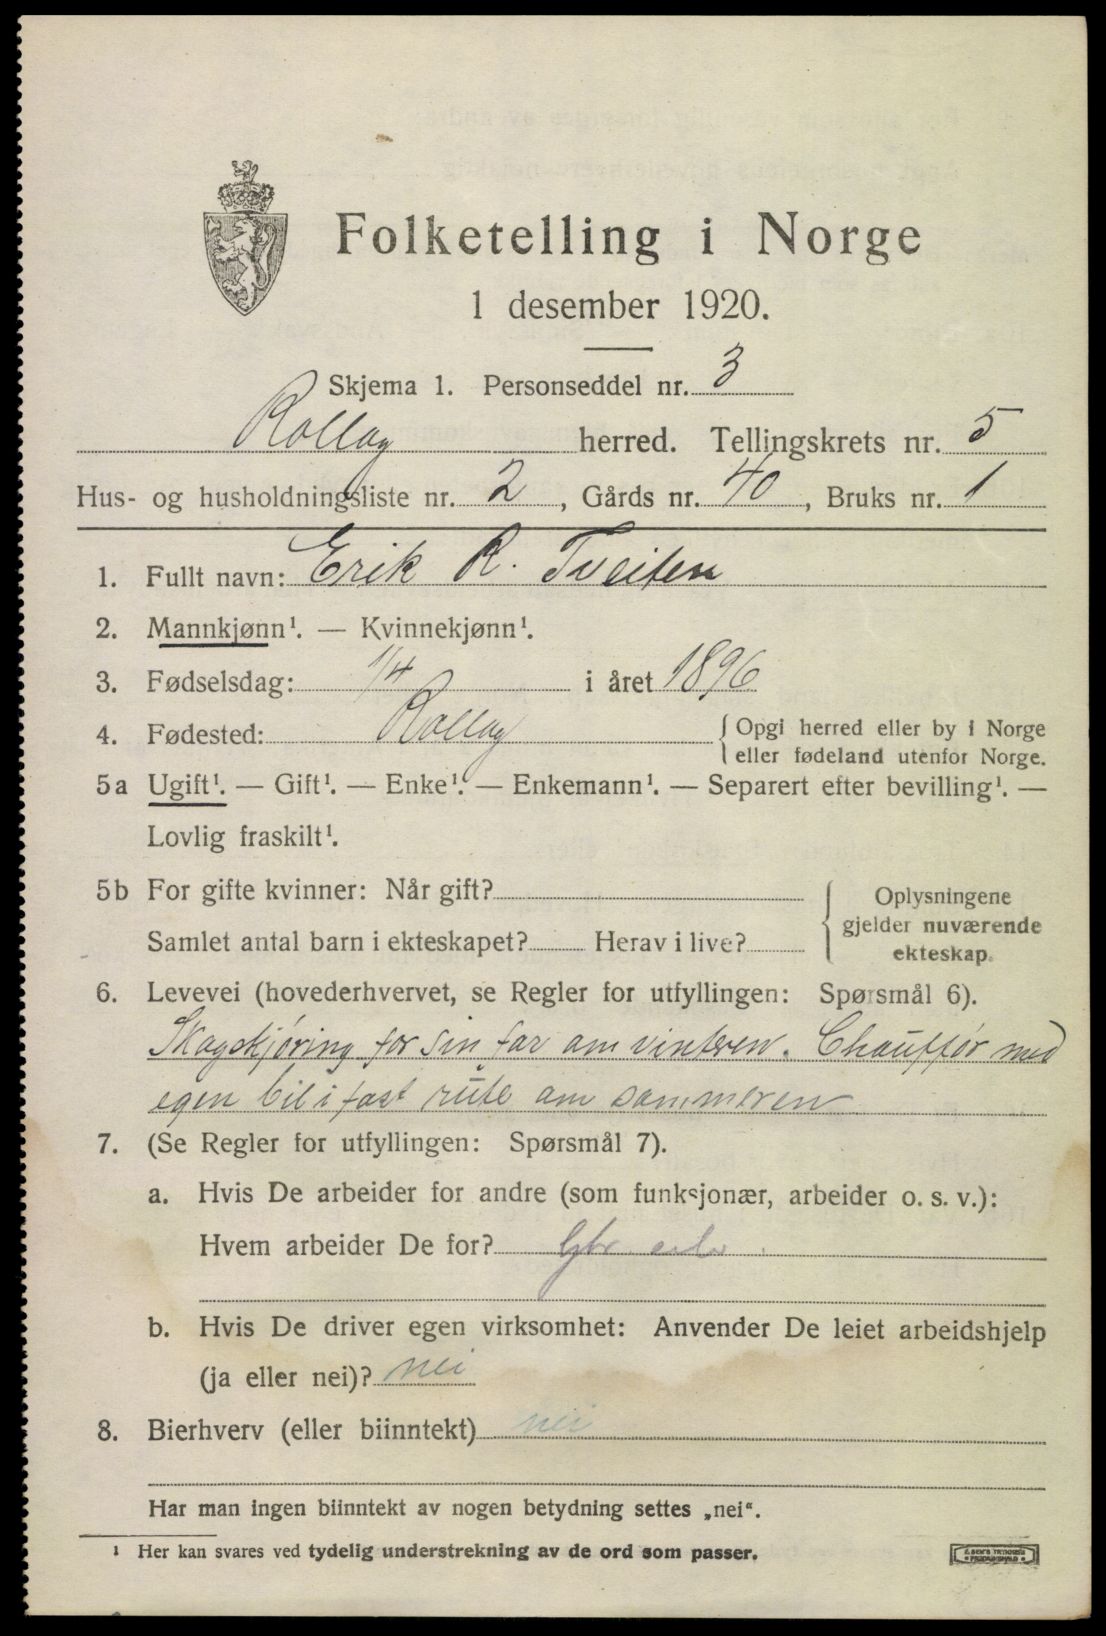 Folketelling i Norge
1 desember 1920.
Skjema 1. Personseddel nr. 3
Rollag herred. Tellingskrets nr. 5
Hus- og husholdningsliste nr. 2, Gårds nr. 40, Bruks nr. 1
1. Fullt navn: Erik R. Tveiten
2. Mannkjønn¹. — Kvinnekjønn¹.
3. Fødselsdag: 1/4 i året 1896
4. Fødested: Rollag { Opgi herred eller by i Norge
eller fødeland utenfor Norge.
5a Ugift¹. — Gift¹. — Enke¹. — Enkemann¹. — Separert efter bevilling¹. —
Lovlig fraskilt¹.
5b For gifte kvinner: Når gift?
Samlet antal barn i ekteskapet? Herav i live?
{ Oplysningene
gjelder nuværende
ekteskap.
6. Levevei (hovederhvervet, se Regler for utfyllingen: Spørsmål 6).
Skogskjøring for sin far om vinteren. Chauffør med
egen bil i fast rute om sommeren
7. (Se Regler for utfyllingen: Spørsmål 7).
a. Hvis De arbeider for andre (som funksjonær, arbeider o. s. v.):
Hvem arbeider De for?
b. Hvis De driver egen virksomhet: Anvender De leiet arbeidshjelp
(ja eller nei)? nei
8. Bierhverv (eller biinntekt) nei
Har man ingen biinntekt av nogen betydning settes „nei“.
¹ Her kan svares ved tydelig understrekning av de ord som passer.